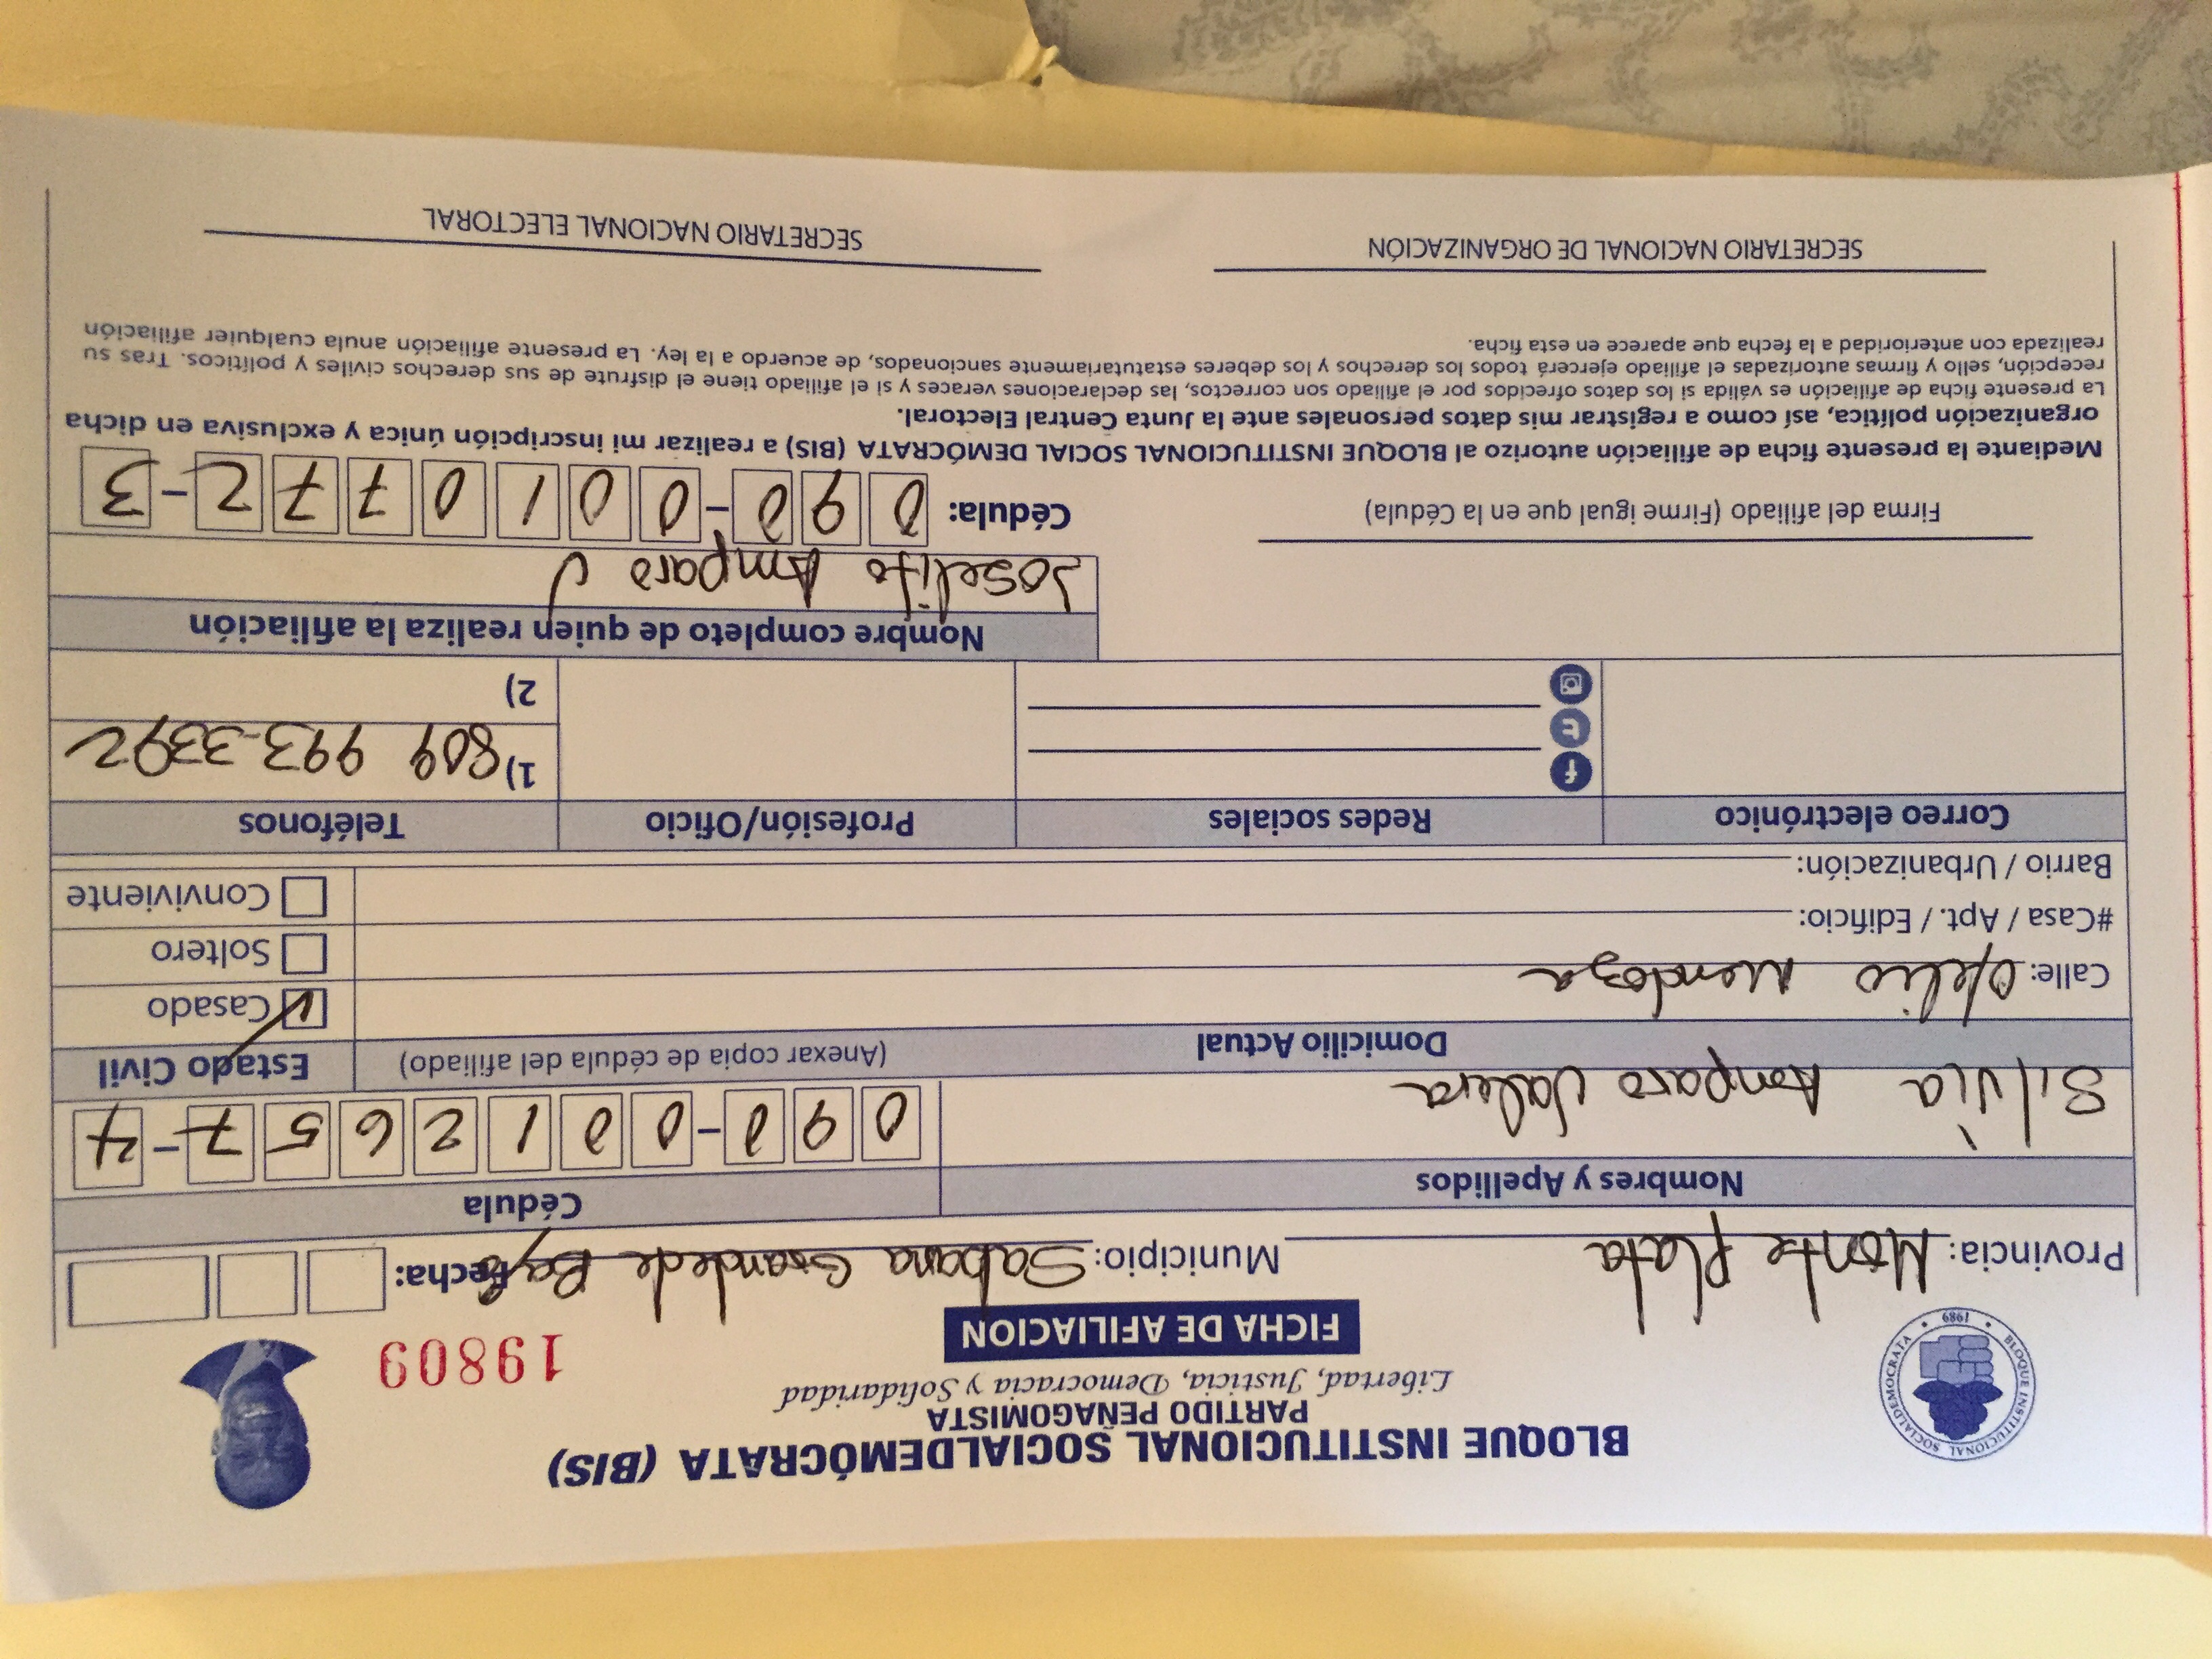 BLOQUE INSTITUCIONAL SOCIALDEMÓCRATA (BIS)
PARTIDO PEÑAGOMISTA
Libertad, Justicia, Democracia y Solidaridad
BLOQUE INSTITUCIONAL SOCIALDEMOCRATA • 1989 •
FICHA DE AFILIACION
19809
Provincia: Monte Plata Municipio: Sabana Grande de Boyá Fecha:
Nombres y Apellidos Cédula
Silvia Amparo Valera 090-0012657-4
Domicilio Actual (Anexar copia de cédula del afiliado) Estado Civil
Calle: Ofelio Mendoza Casado
#Casa / Apt. / Edificio: Soltero
Barrio / Urbanización: Conviviente
Correo electrónico Redes sociales Profesión/Oficio Teléfonos
1) 809 993-3392
2)
Nombre completo de quien realiza la afiliación
Joselito Amparo J
Firma del afiliado (Firme igual que en la Cédula) Cédula: 090-0010772-3
Mediante la presente ficha de afiliación autorizo al BLOQUE INSTITUCIONAL SOCIAL DEMÓCRATA (BIS) a realizar mi inscripción única y exclusiva en dicha
organización política, así como a registrar mis datos personales ante la Junta Central Electoral.
La presente ficha de afiliación es válida si los datos ofrecidos por el afiliado son correctos, las declaraciones veraces y si el afiliado tiene el disfrute de sus derechos civiles y políticos. Tras su
recepción, sello y firmas autorizadas el afiliado ejercerá todos los derechos y los deberes estatutariamente sancionados, de acuerdo a la ley. La presente afiliación anula cualquier afiliación
realizada con anterioridad a la fecha que aparece en esta ficha.
SECRETARIO NACIONAL DE ORGANIZACIÓN SECRETARIO NACIONAL ELECTORAL